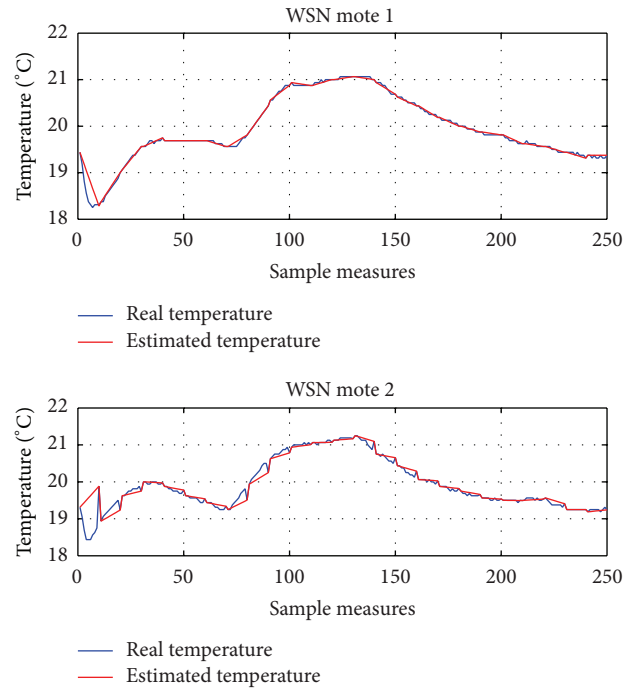 WSN mote 1
22
21
20
19
18
Temperature (°C)
0 50 100 150 200 250
Sample measures
Real temperature
Estimated temperature
WSN mote 2
22
21
20
19
18
Temperature (°C)
0 50 100 150 200 250
Sample measures
Real temperature
Estimated temperature